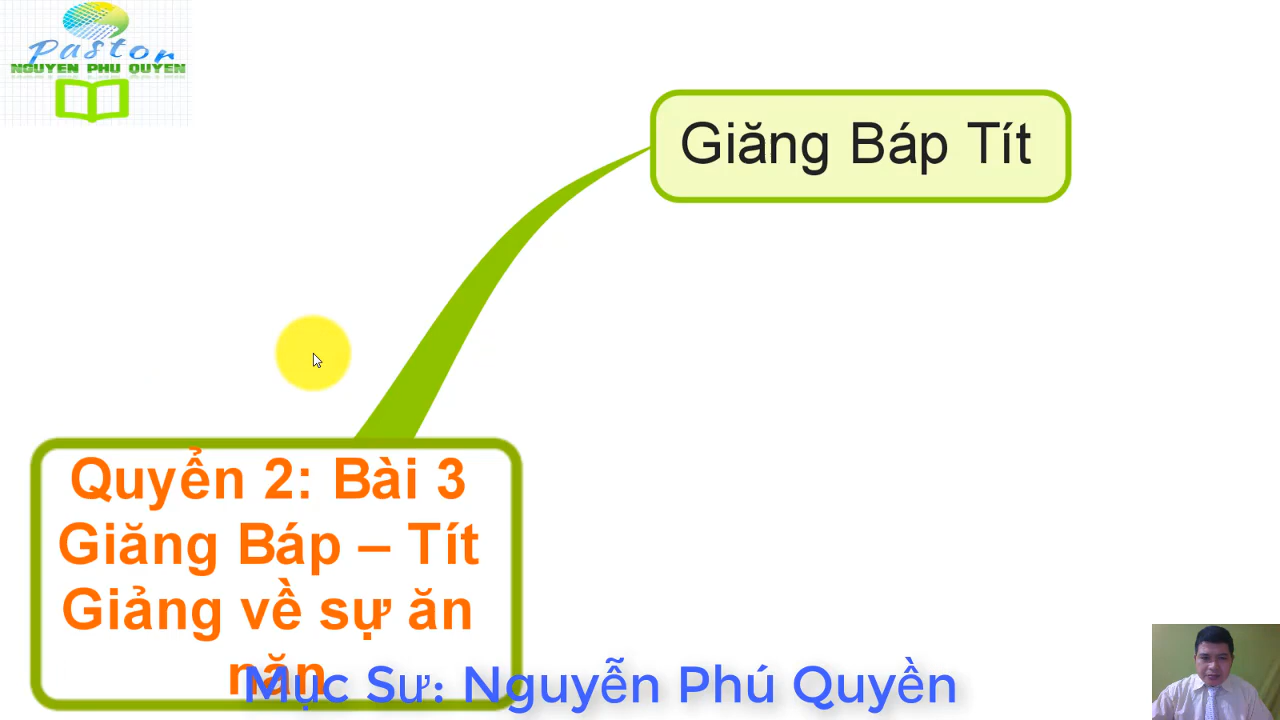 Pastor
NGUYEN PHU QUYEN
Giăng Báp Tít
Quyển 2: Bài 3
Giăng Báp – Tít
Giảng về sự ăn
năn
Mục Sư: Nguyễn Phú Quyền